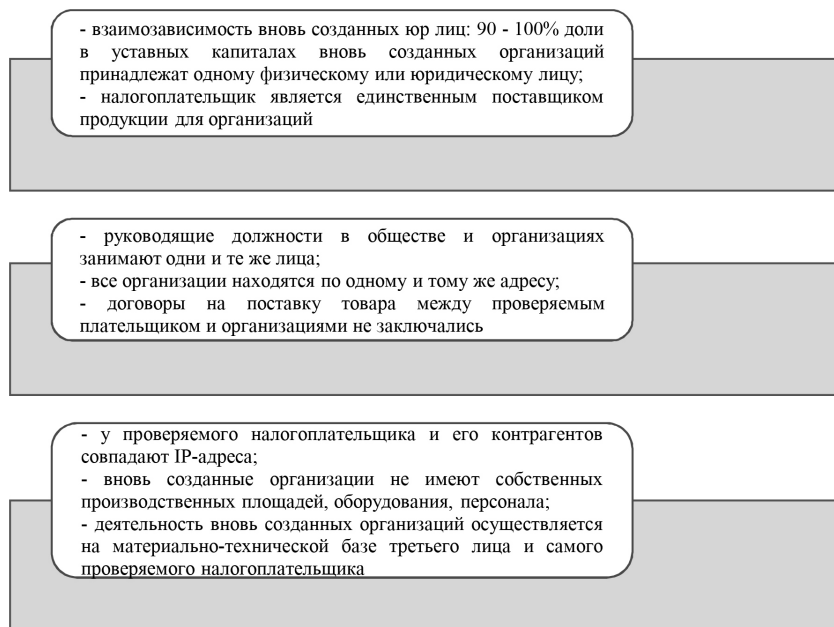 - взаимозависимость вновь созданных юр лиц: 90 - 100% доли
в уставных капиталах вновь созданных организаций
принадлежат одному физическому или юридическому лицу;
- налогоплательщик является единственным поставщиком
продукции для организаций
- руководящие должности в обществе и организациях
занимают одни и те же лица;
- все организации находятся по одному и тому же адресу;
- договоры на поставку товара между проверяемым
плательщиком и организациями не заключались
- у проверяемого налогоплательщика и его контрагентов
совпадают IP-адреса;
- вновь созданные организации не имеют собственных
производственных площадей, оборудования, персонала;
- деятельность вновь созданных организаций осуществляется
на материально-технической базе третьего лица и самого
проверяемого налогоплательщика